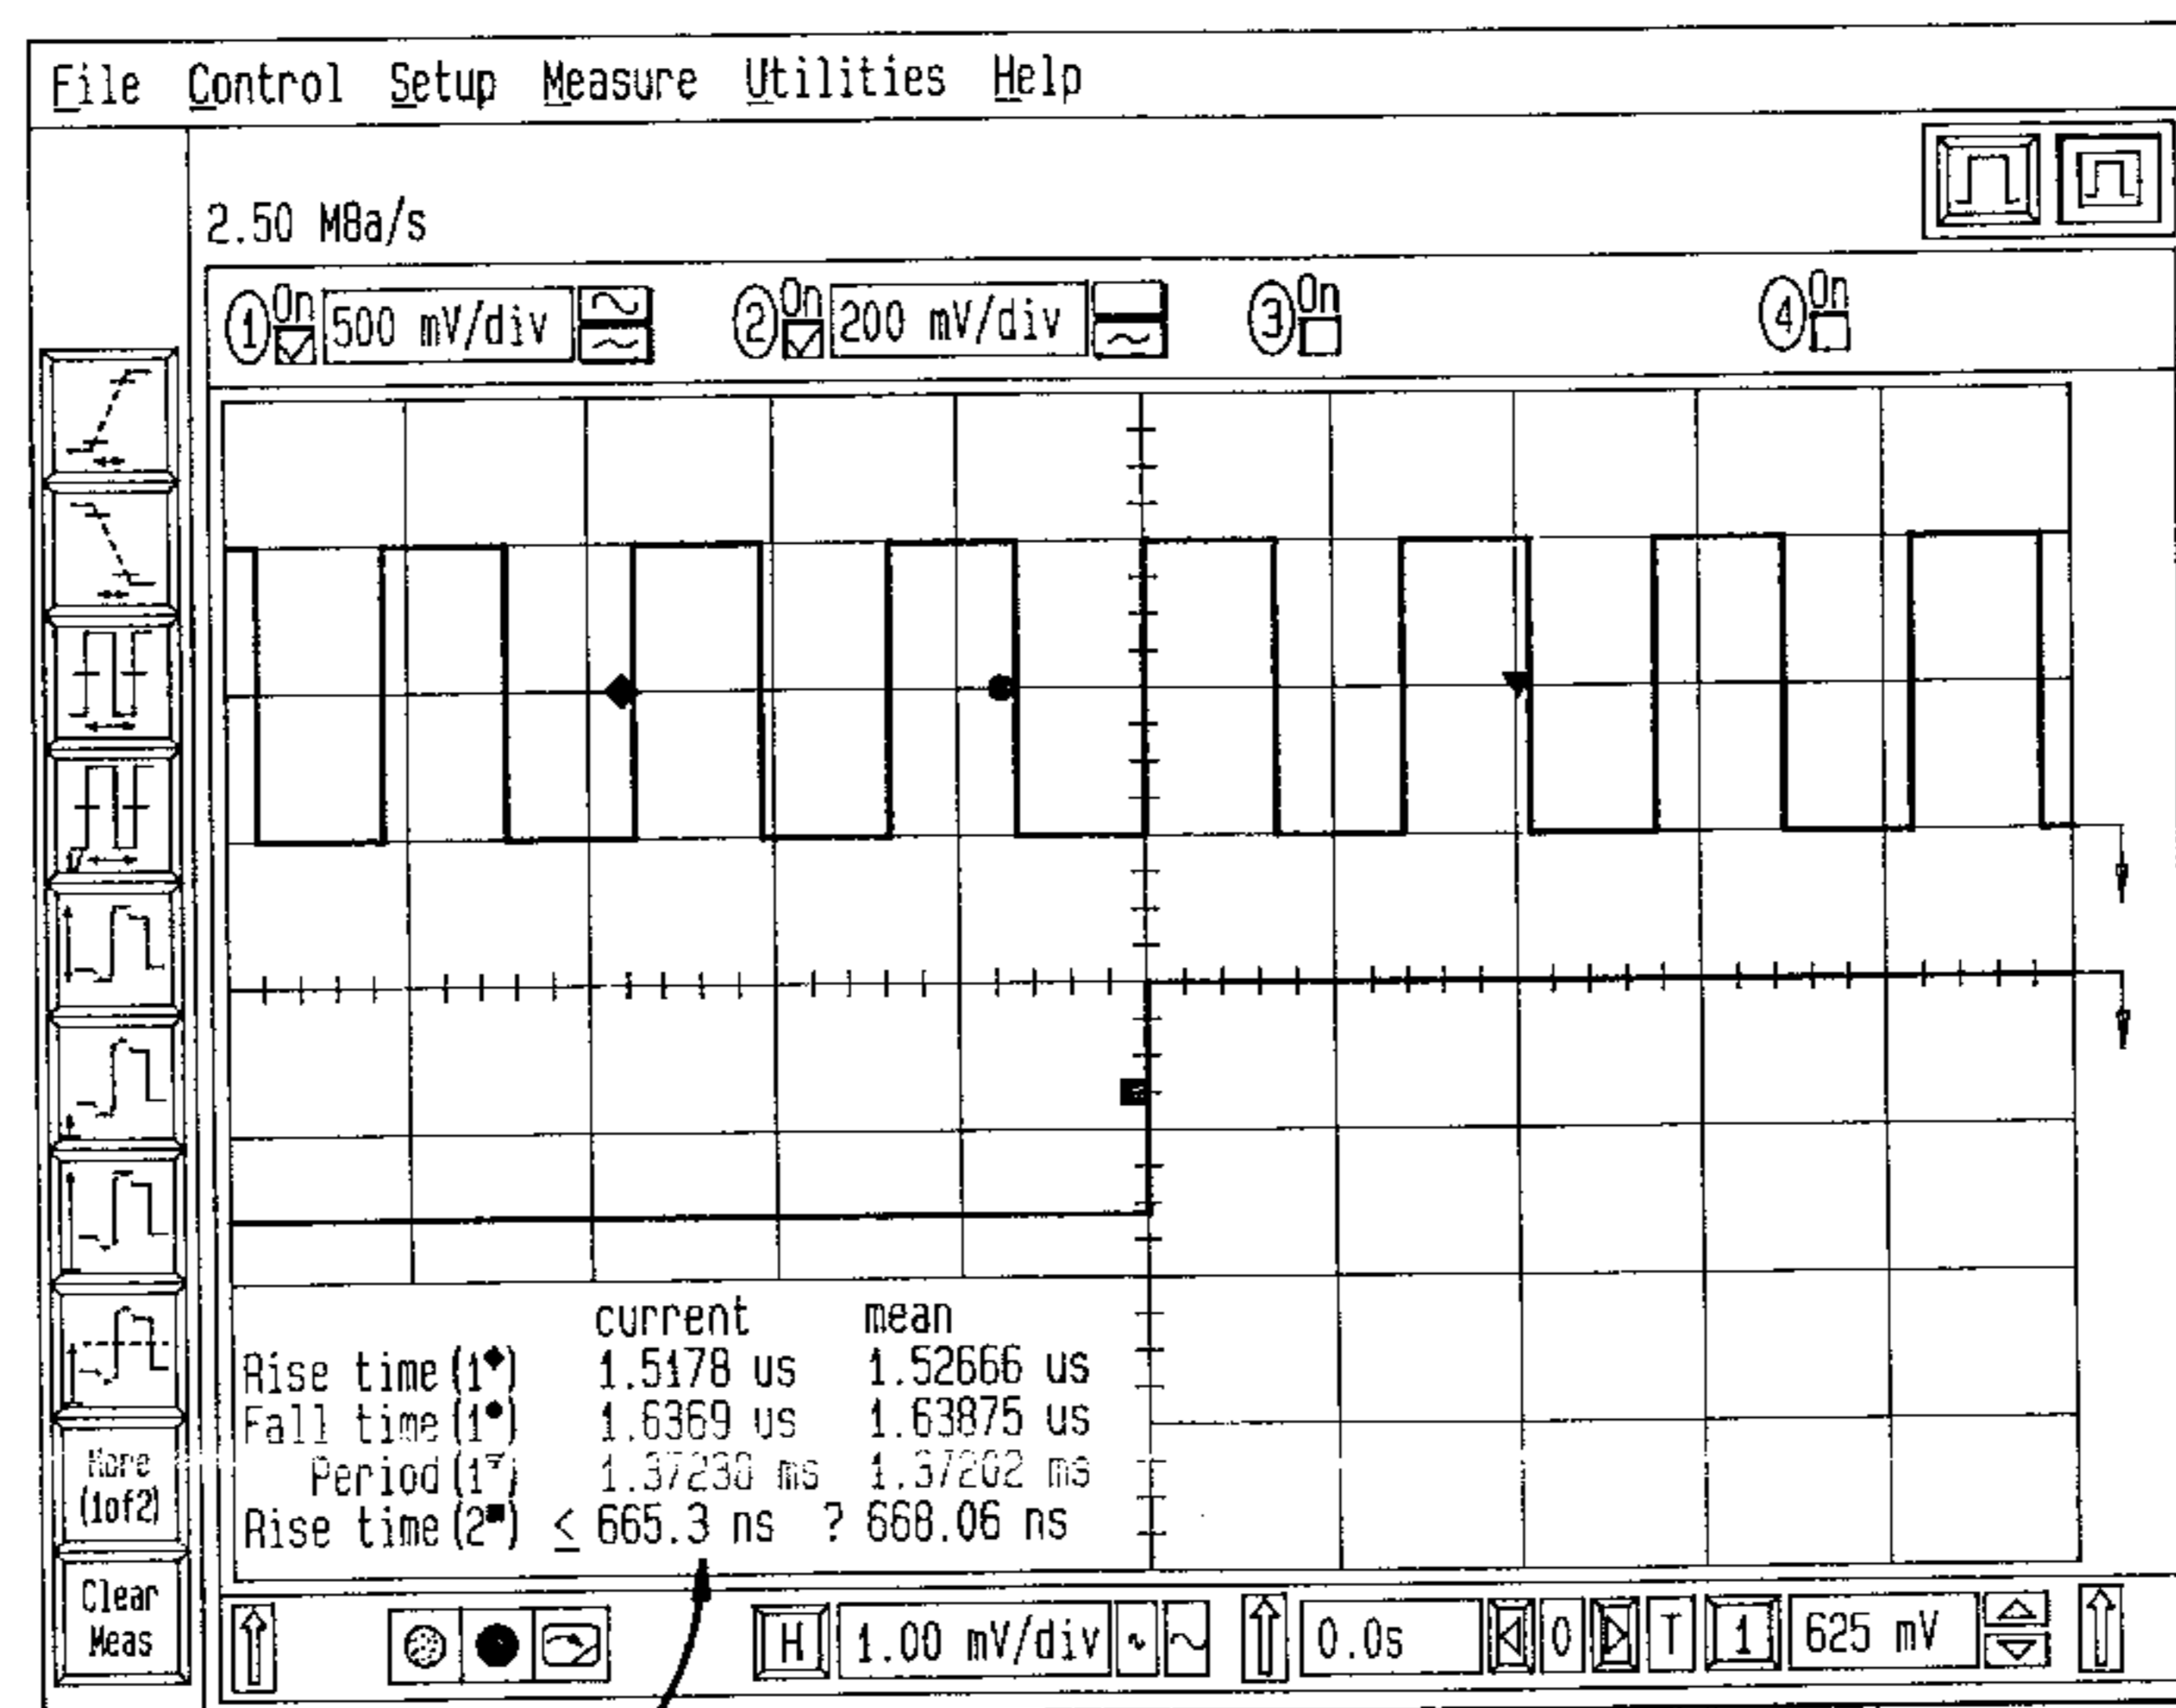 File Control Setup Measure Utilities Help
2.50 M8a/s
1 On 500 mV/div 2 On 200 mV/div 3 On 4 On
current mean
Rise time(1◆) 1.5178 us 1.52666 us
Fall time(1●) 1.6369 us 1.63875 us
Period(1▼) 1.37238 ms 1.37202 ms
Rise time(2■) ≤ 665.3 ns ? 668.06 ns
More
(1of2)
Clear
Meas
H 1.00 mV/div 0.0s 0 T 1 625 mV